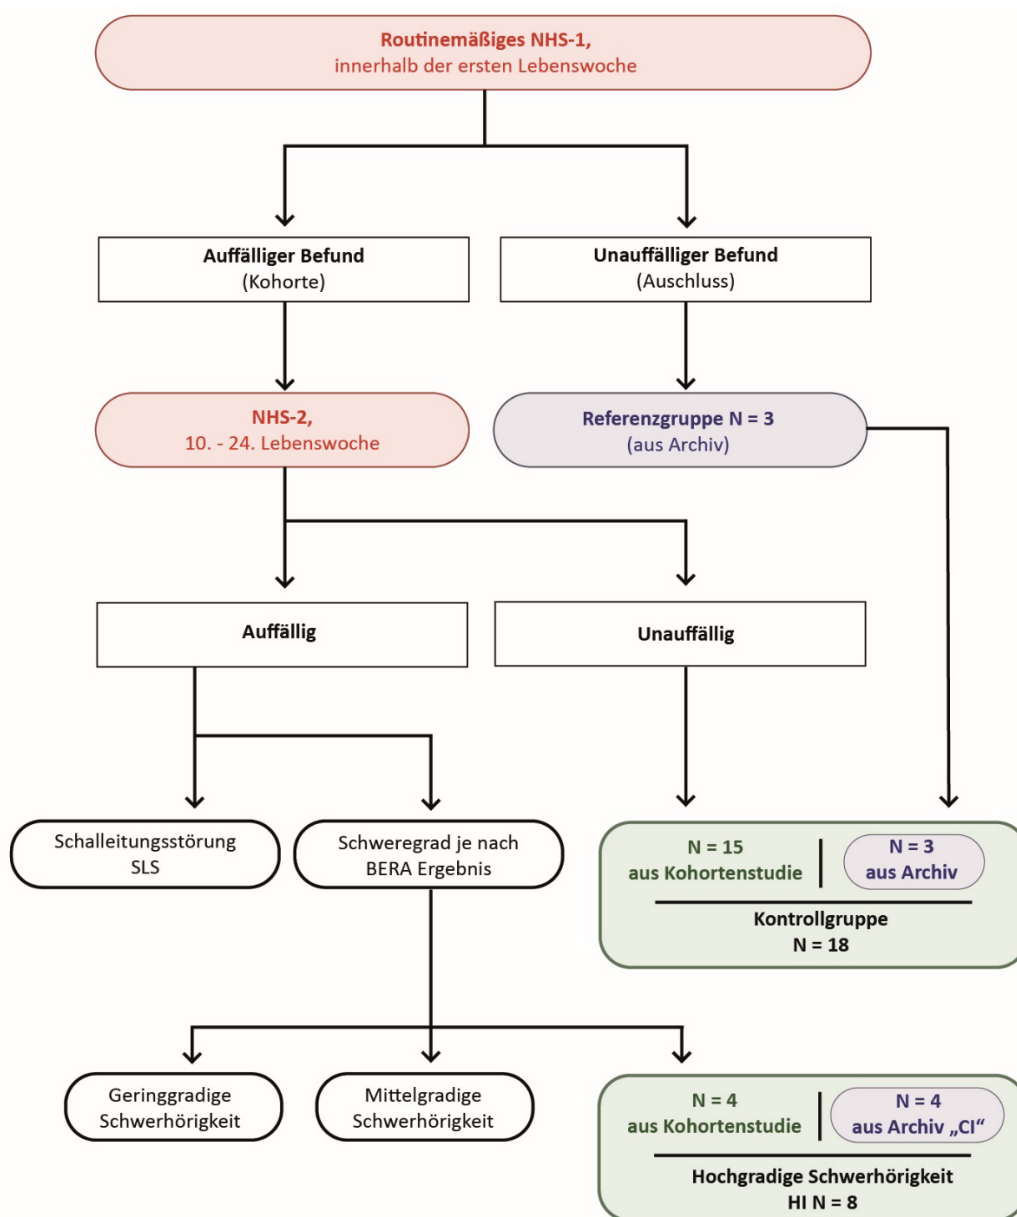 Routinemäßiges NHS-1,
innerhalb der ersten Lebenswoche
Auffälliger Befund
(Kohorte)
Unauffälliger Befund
(Auschluss)
NHS-2,
10. - 24. Lebenswoche
Referenzgruppe N = 3
(aus Archiv)
Auffällig
Unauffällig
Schalleitungsstörung
SLS
Schweregrad je nach
BERA Ergebnis
N = 15
aus Kohortenstudie
N = 3
aus Archiv
Kontrollgruppe
N = 18
Geringgradige
Schwerhörigkeit
Mittelgradige
Schwerhörigkeit
N = 4
aus Kohortenstudie
N = 4
aus Archiv „CI“
Hochgradige Schwerhörigkeit
HI N = 8